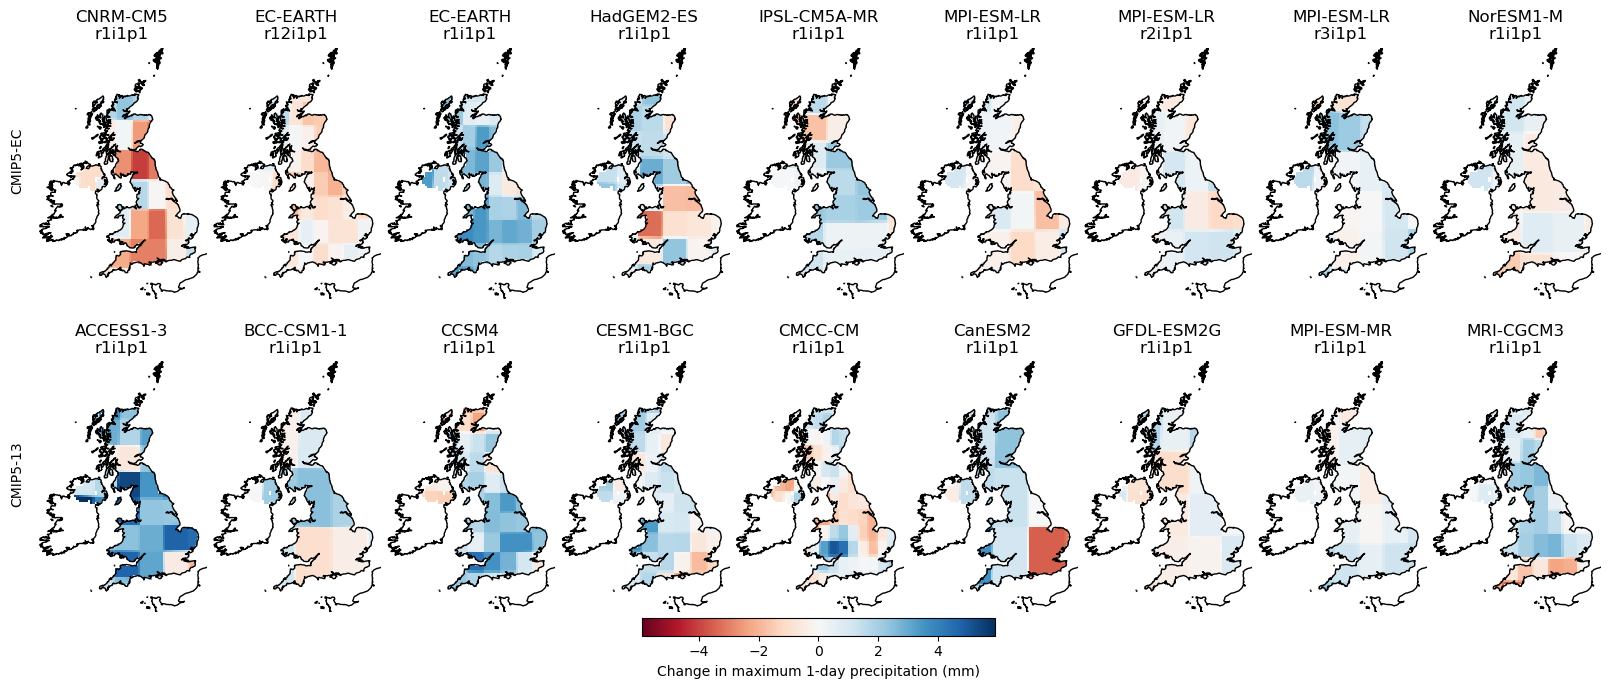 CNRM-CM5
r1i1p1
EC-EARTH
r12i1p1
EC-EARTH
r1i1p1
HadGEM2-ES
r1i1p1
IPSL-CM5A-MR
r1i1p1
MPI-ESM-LR
r1i1p1
MPI-ESM-LR
r2i1p1
MPI-ESM-LR
r3i1p1
NorESM1-M
r1i1p1
CMIP5-EC
ACCESS1-3
r1i1p1
BCC-CSM1-1
r1i1p1
CCSM4
r1i1p1
CESM1-BGC
r1i1p1
CMCC-CM
r1i1p1
CanESM2
r1i1p1
GFDL-ESM2G
r1i1p1
MPI-ESM-MR
r1i1p1
MRI-CGCM3
r1i1p1
CMIP5-13
−4 −2 0 2 4
Change in maximum 1-day precipitation (mm)